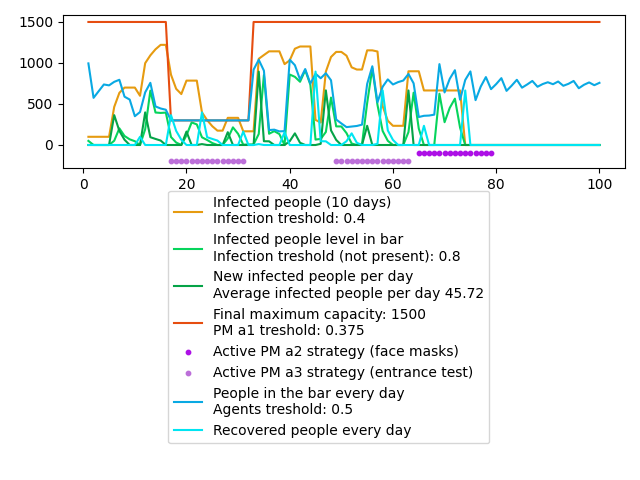 1500
1000
500
0
0
20
40
60
80
100
Infected people (10 days)
Infection treshold: 0.4
Infected people level in bar
Infection treshold (not present): 0.8
New infected people per day
Average infected people per day 45.72
Final maximum capacity: 1500
PM a1 treshold: 0.375
Active PM a2 strategy (face masks)
Active PM a3 strategy (entrance test)
People in the bar every day
Agents treshold: 0.5
Recovered people every day